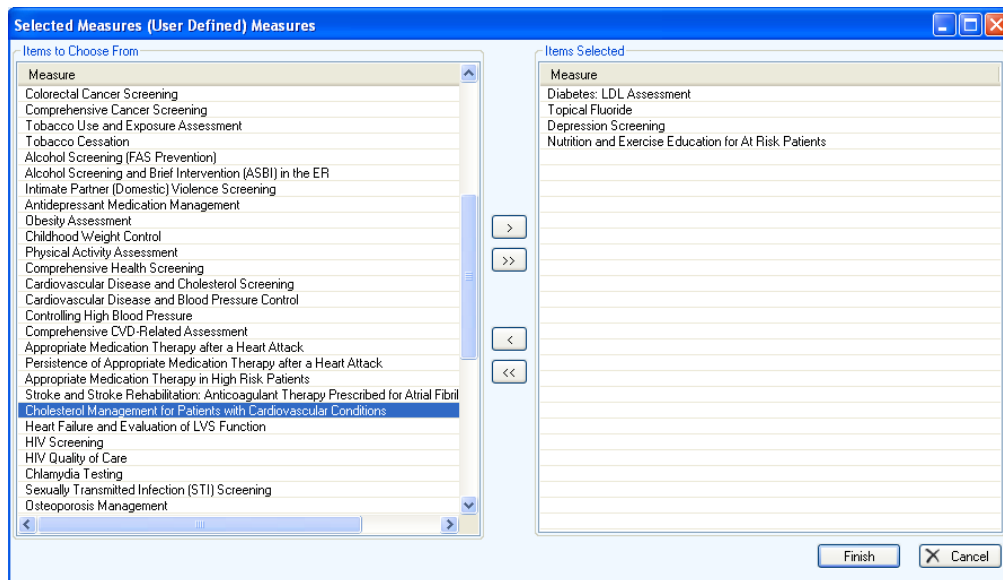 Selected Measures (User Defined) Measures
Items to Choose From
Measure
Colorectal Cancer Screening
Comprehensive Cancer Screening
Tobacco Use and Exposure Assessment
Tobacco Cessation
Alcohol Screening (FAS Prevention)
Alcohol Screening and Brief Intervention (ASBI) in the ER
Intimate Partner (Domestic) Violence Screening
Antidepressant Medication Management
Obesity Assessment
Childhood Weight Control
Physical Activity Assessment
Comprehensive Health Screening
Cardiovascular Disease and Cholesterol Screening
Cardiovascular Disease and Blood Pressure Control
Controlling High Blood Pressure
Comprehensive CVD-Related Assessment
Appropriate Medication Therapy after a Heart Attack
Persistence of Appropriate Medication Therapy after a Heart Attack
Appropriate Medication Therapy in High Risk Patients
Stroke and Stroke Rehabilitation: Anticoagulant Therapy Prescribed for Atrial Fibril
Cholesterol Management for Patients with Cardiovascular Conditions
Heart Failure and Evaluation of LVS Function
HIV Screening
HIV Quality of Care
Chlamydia Testing
Sexually Transmitted Infection (STI) Screening
Osteoporosis Management
>
>>
<
<<
Items Selected
Measure
Diabetes: LDL Assessment
Topical Fluoride
Depression Screening
Nutrition and Exercise Education for At Risk Patients
Finish
Cancel